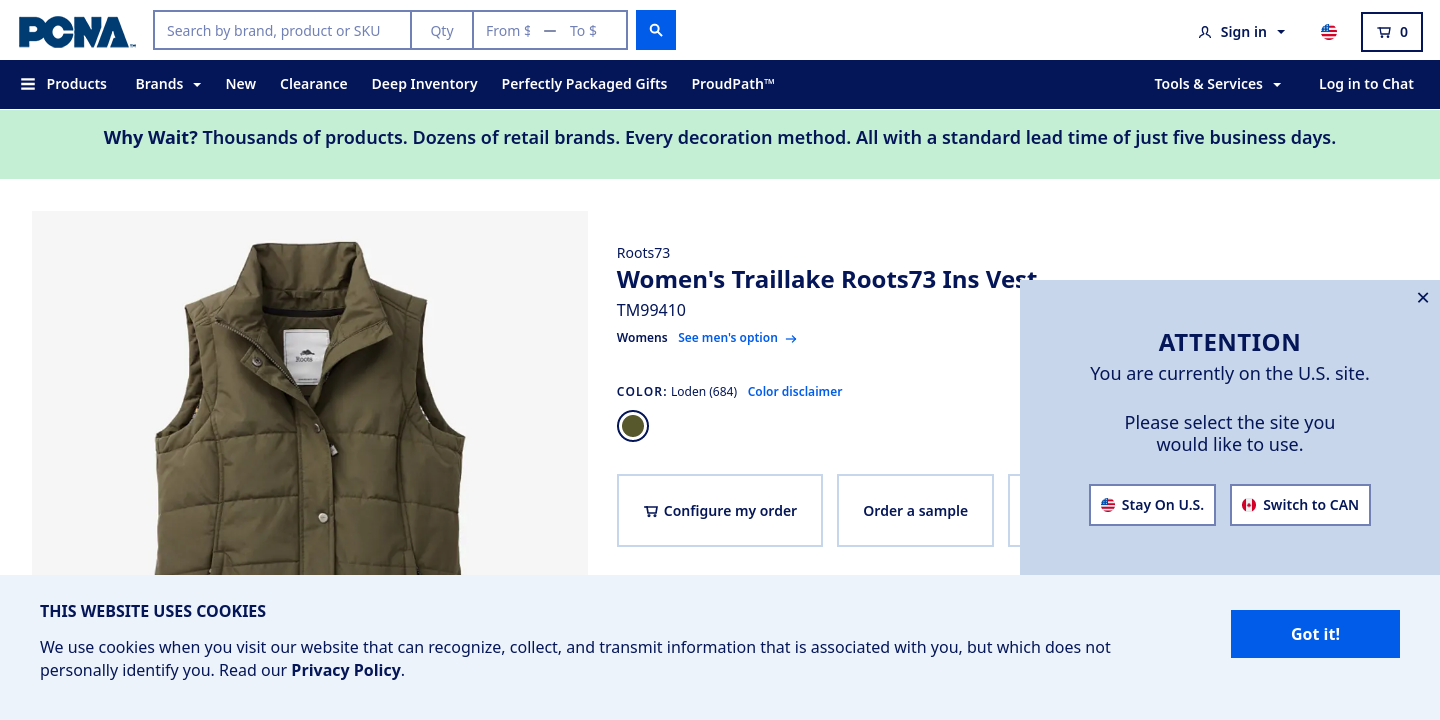 PCNA™
Search by brand, product or SKU
Qty
From $ — To $
Sign in
0
Products
Brands
New
Clearance
Deep Inventory
Perfectly Packaged Gifts
ProudPath™
Tools & Services
Log in to Chat
Why Wait? Thousands of products. Dozens of retail brands. Every decoration method. All with a standard lead time of just five business days.
Roots
Roots73
Women's Traillake Roots73 Ins Vest
TM99410
Womens See men's option →
COLOR: Loden (684) Color disclaimer
Configure my order
Order a sample
ATTENTION
You are currently on the U.S. site.
Please select the site you
would like to use.
Stay On U.S.
Switch to CAN
THIS WEBSITE USES COOKIES
We use cookies when you visit our website that can recognize, collect, and transmit information that is associated with you, but which does not
personally identify you. Read our Privacy Policy.
Got it!